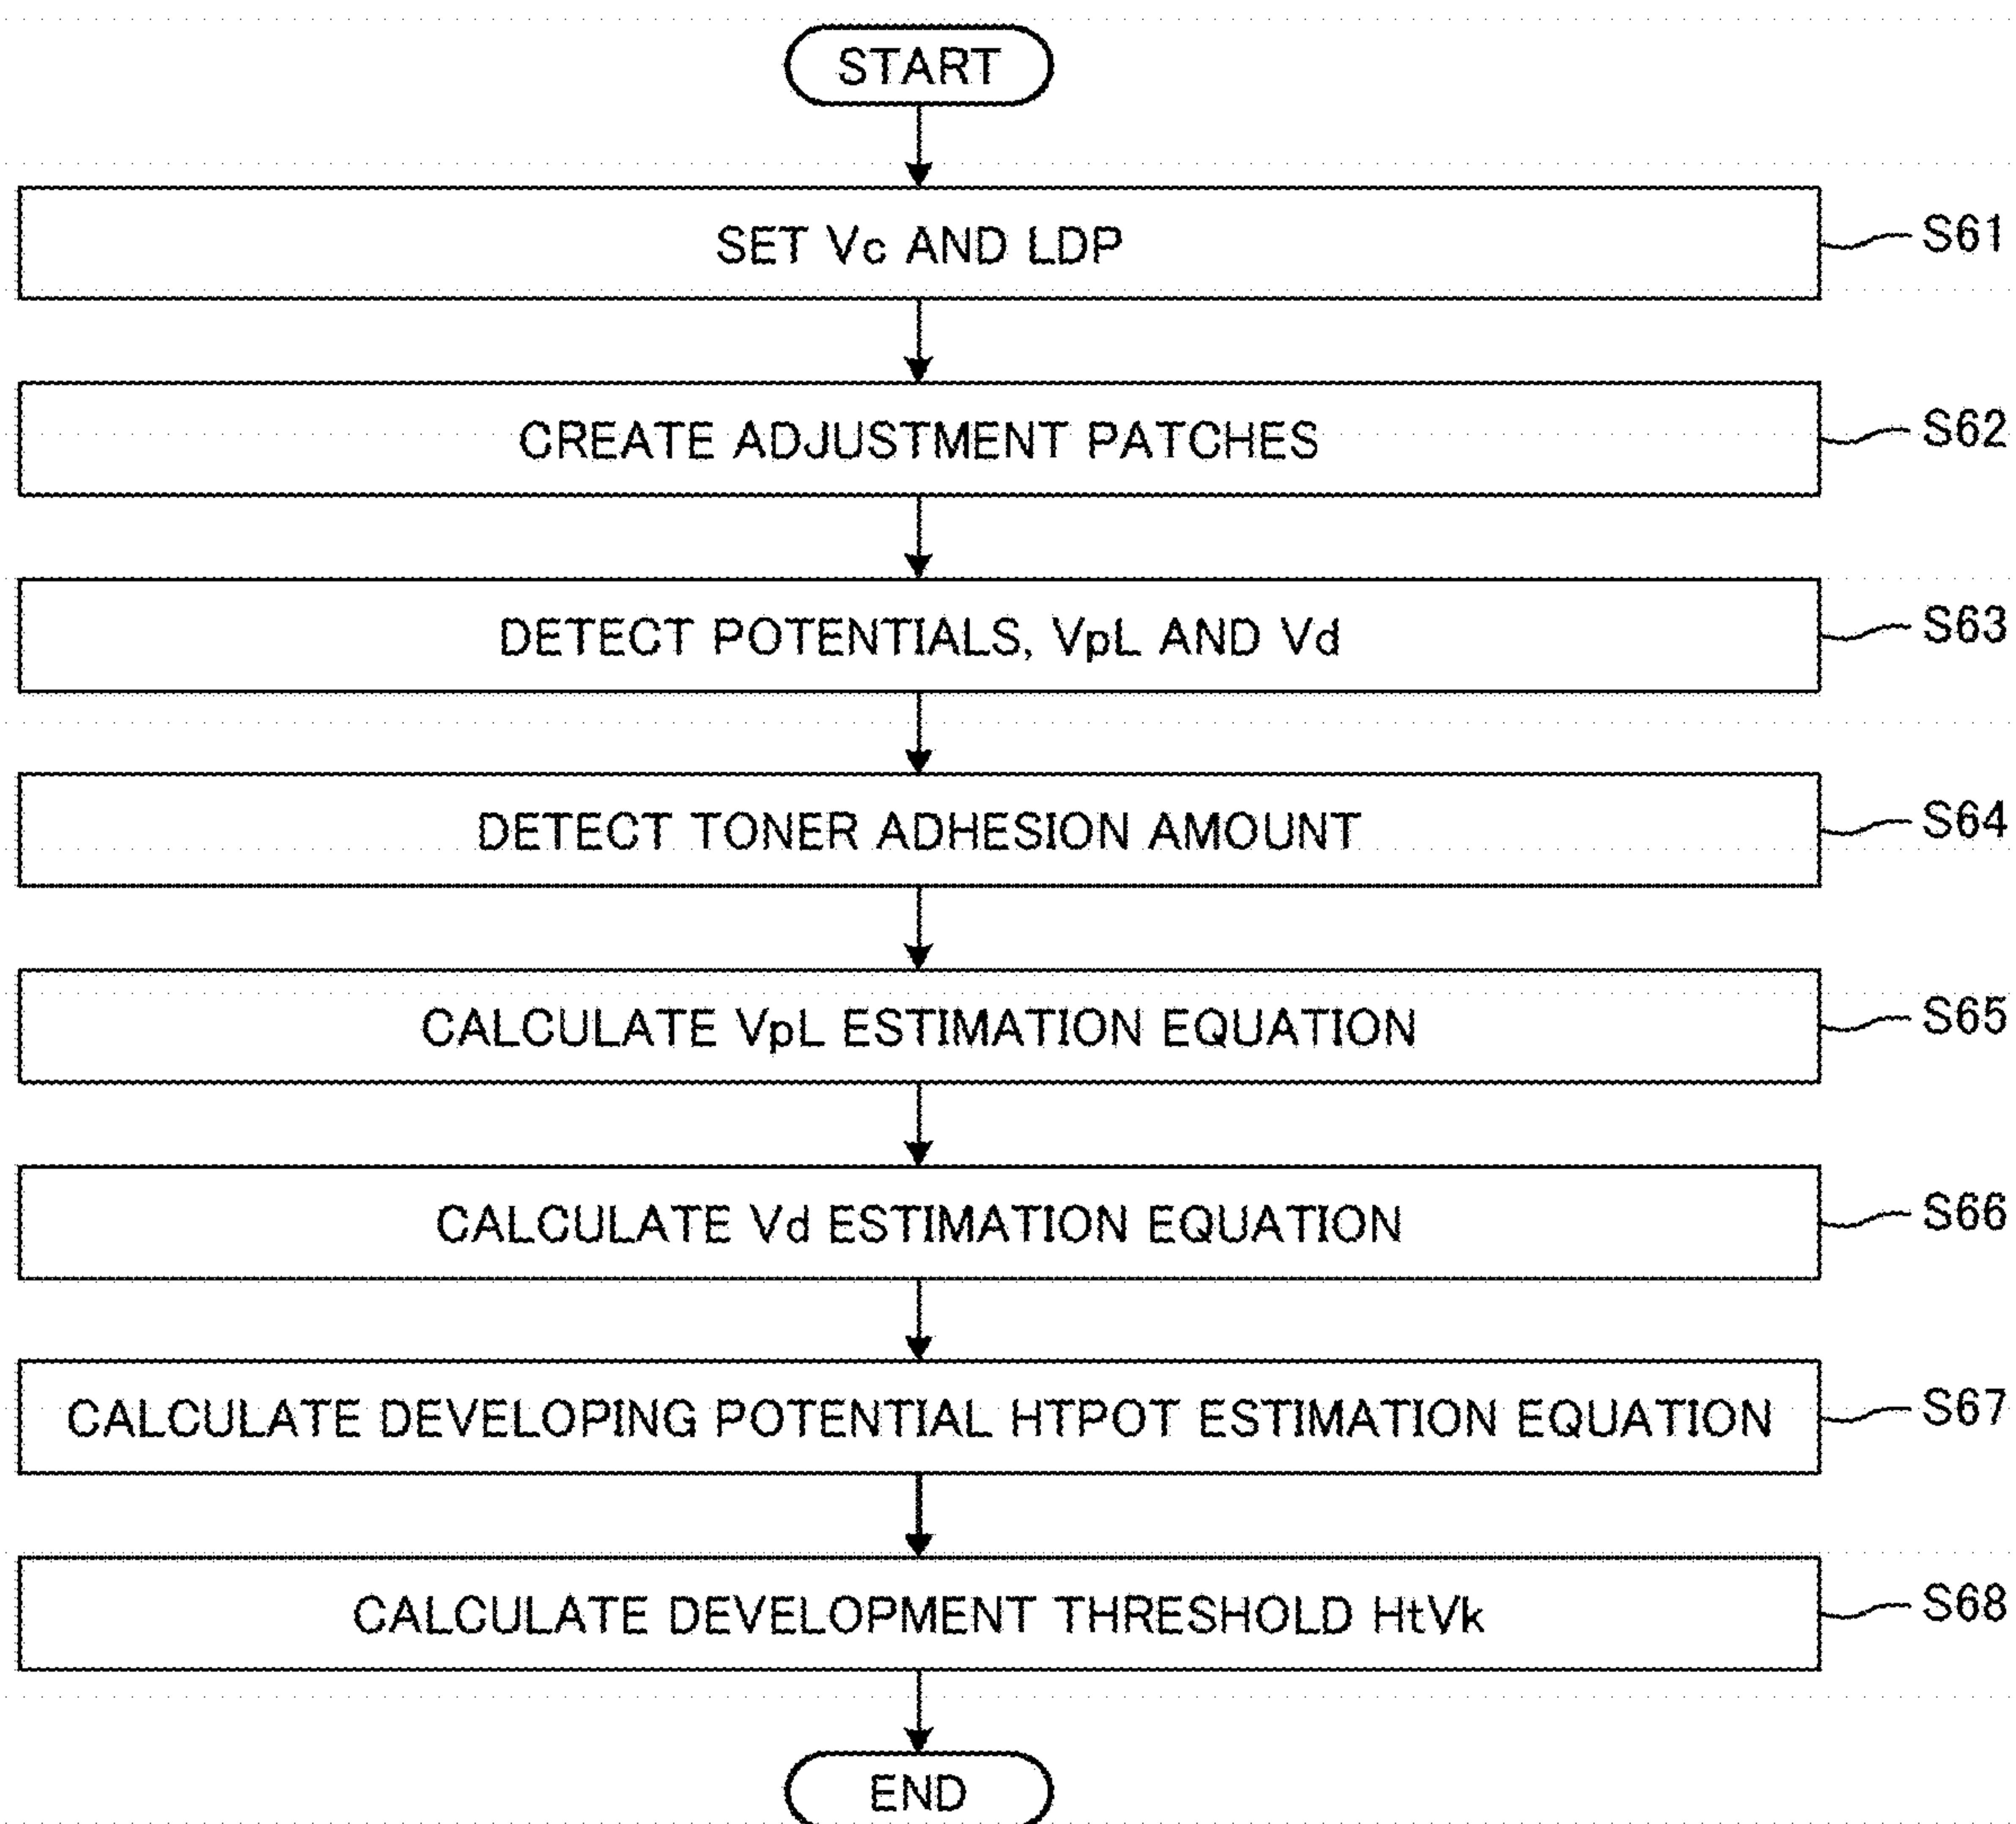 START
SET Vc AND LDP
S61
CREATE ADJUSTMENT PATCHES
S62
DETECT POTENTIALS, VpL AND Vd
S63
DETECT TONER ADHESION AMOUNT
S64
CALCULATE VpL ESTIMATION EQUATION
S65
CALCULATE Vd ESTIMATION EQUATION
S66
CALCULATE DEVELOPING POTENTIAL HTPOT ESTIMATION EQUATION
S67
CALCULATE DEVELOPMENT THRESHOLD HtVk
S68
END